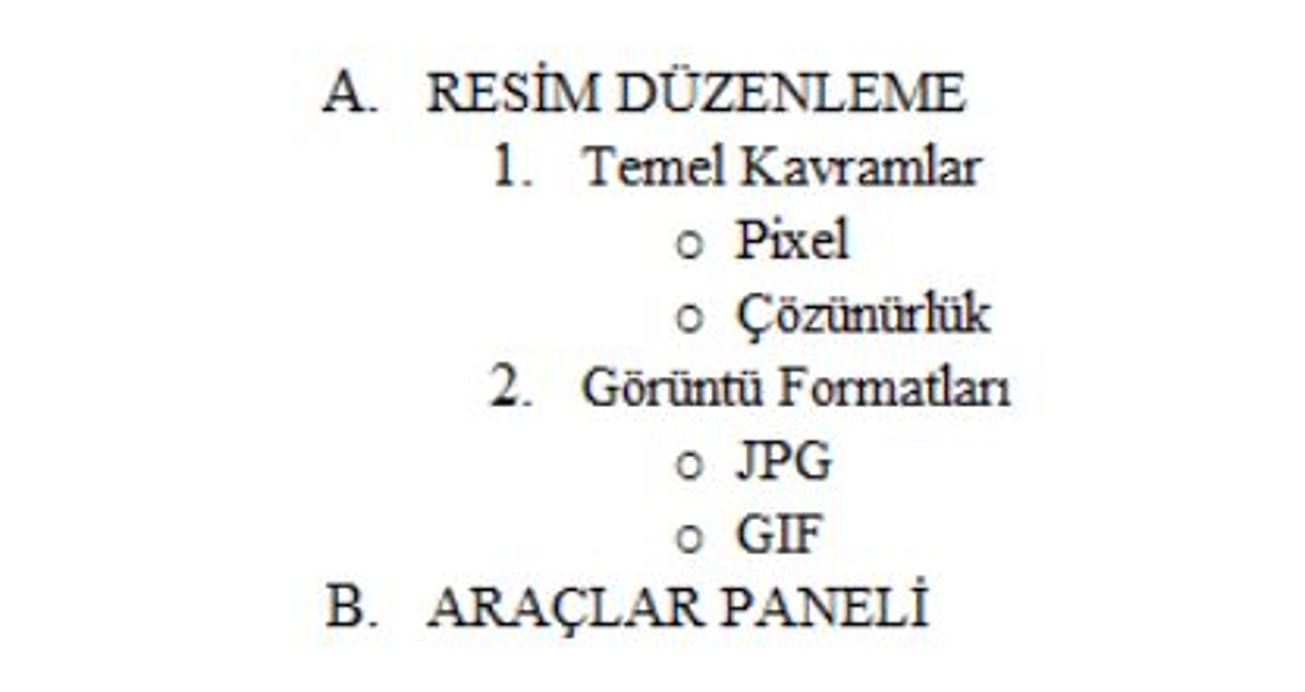 A. RESİM DÜZENLEME
1. Temel Kavramlar
o Pixel
o Çözünürlük
2. Görüntü Formatları
o JPG
o GIF
B. ARAÇLAR PANELİ